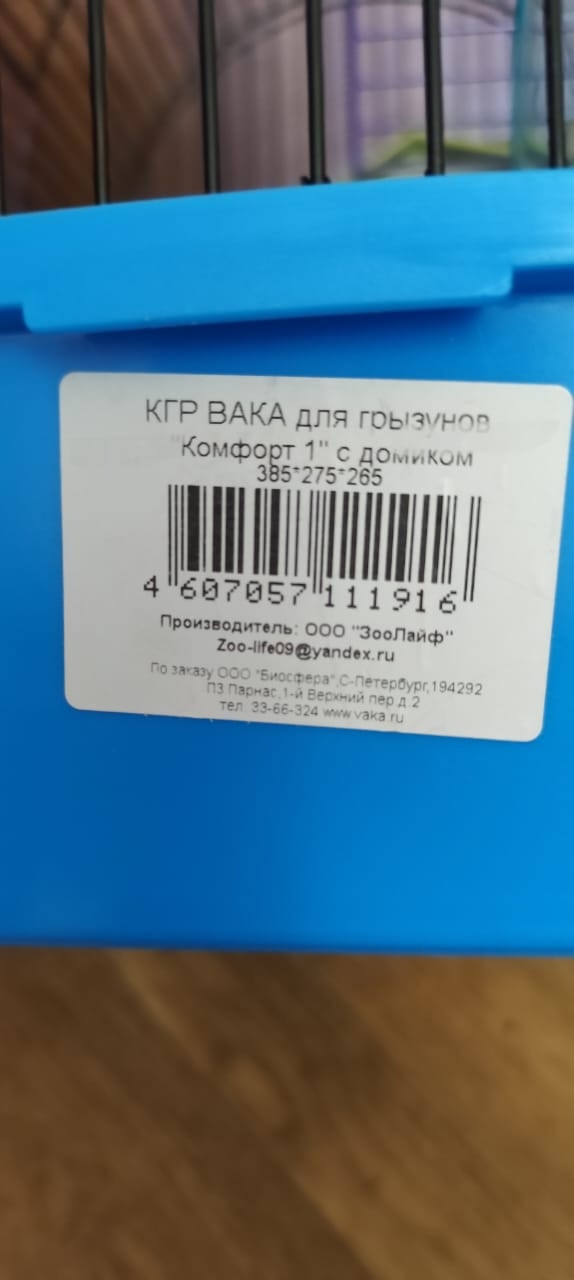 КГР ВАКА для грызунов
"Комфорт 1" с домиком
385*275*265
4 607057 111916
Производитель: ООО "ЗооЛайф"
Zoo-life09@yandex.ru
По заказу ООО "Биосфера",С-Петербург,194292
ПЗ Парнас,1-й Верхний пер.д.2
тел. 33-66-324 www.vaka.ru